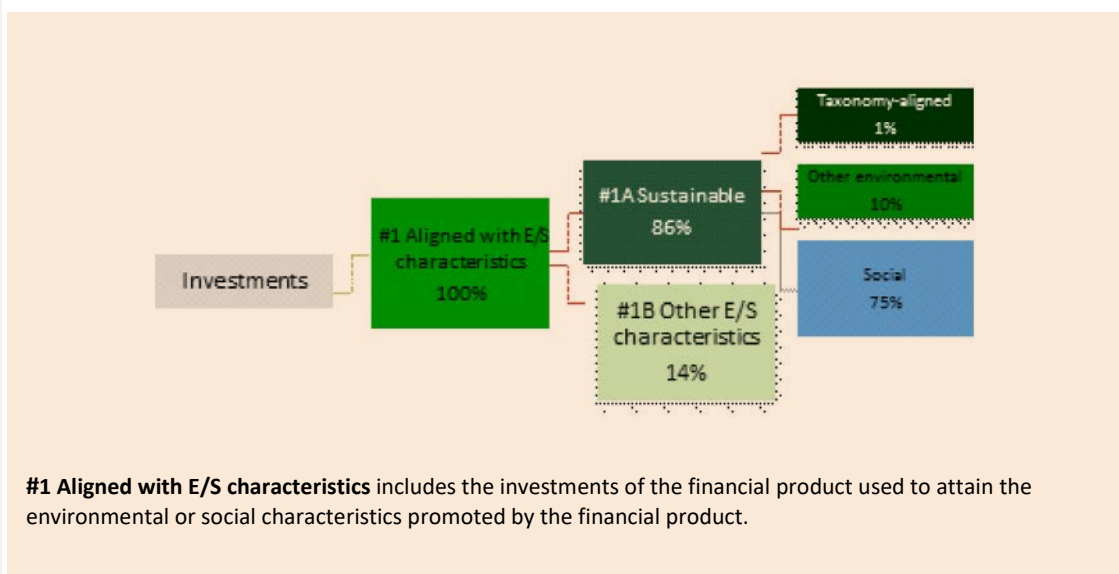 Investments
#1 Aligned with E/S
characteristics
100%
#1A Sustainable
86%
#1B Other E/S
characteristics
14%
Taxonomy-aligned
1%
Other environmental
10%
Social
75%
#1 Aligned with E/S characteristics includes the investments of the financial product used to attain the
environmental or social characteristics promoted by the financial product.